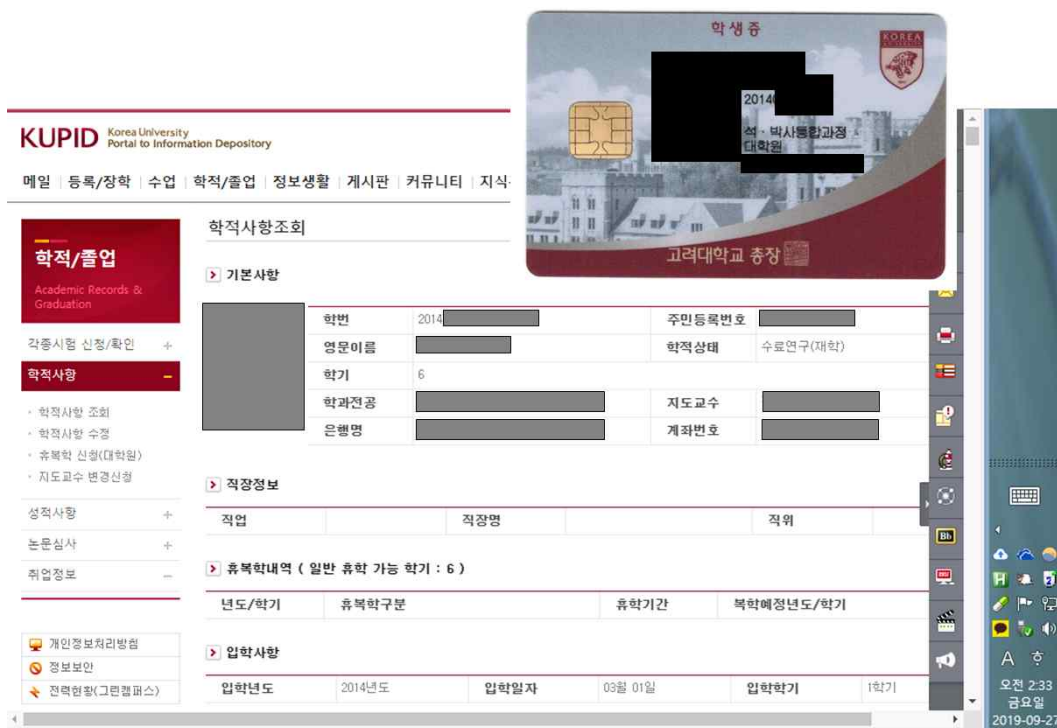 학생증
KOREA
2014
석·박사통합과정
대학원
고려대학교 총장
KUPID Korea University
Portal to Information Depository
메일 등록/장학 수업 학적/졸업 정보생활 게시판 커뮤니티 지식
학적/졸업
Academic Records &
Graduation
각종시험 신청/확인
학적사항
학적사항 조회
학적사항 수정
휴복학 신청(대학원)
지도교수 변경신청
성적사항
논문심사
취업정보
개인정보처리방침
정보보안
전력현황(그린캠퍼스)
학적사항조회
기본사항
학번 2014 주민등록번호
영문이름 학적상태 수료연구(재학)
학기 6
학과전공 지도교수
은행명 계좌번호
직장정보
직업 직장명 직위
휴복학내역 ( 일반 휴학 가능 학기 : 6 )
년도/학기 휴복학구분 휴학기간 복학예정년도/학기
입학사항
입학년도 2014년도 입학일자 03월 01일 입학학기 1학기
Bb
A 호
오전 2:33
금요일
2019-09-27